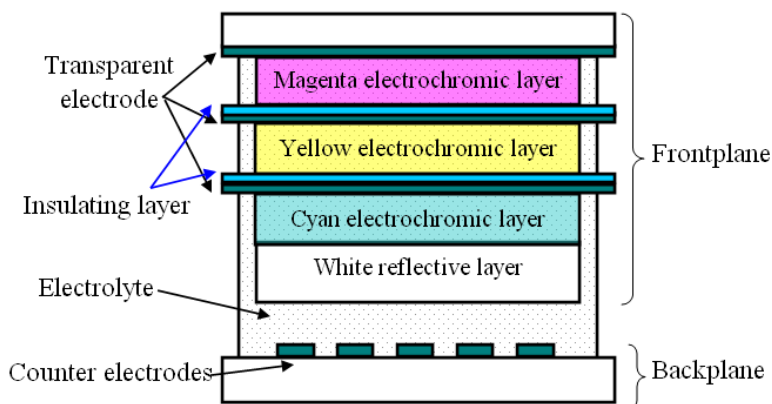 Transparent
electrode
Magenta electrochromic layer
Yellow electrochromic layer
Frontplane
Insulating layer
Cyan electrochromic layer
White reflective layer
Electrolyte
Counter electrodes
Backplane